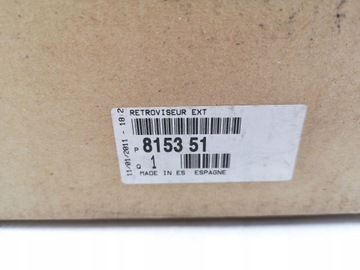 RETROVISEUR EXT
P 8153 51
Q 1
MADE IN ES ESPAGNE
11/01/2011 - 18:2